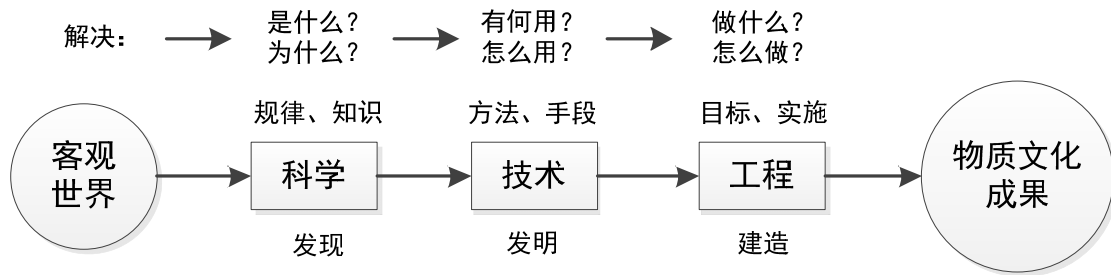 解决： 是什么？ 有何用？ 做什么？
为什么？ 怎么用？ 怎么做？
规律、知识 方法、手段 目标、实施
客观世界 科学 技术 工程 物质文化成果
发现 发明 建造